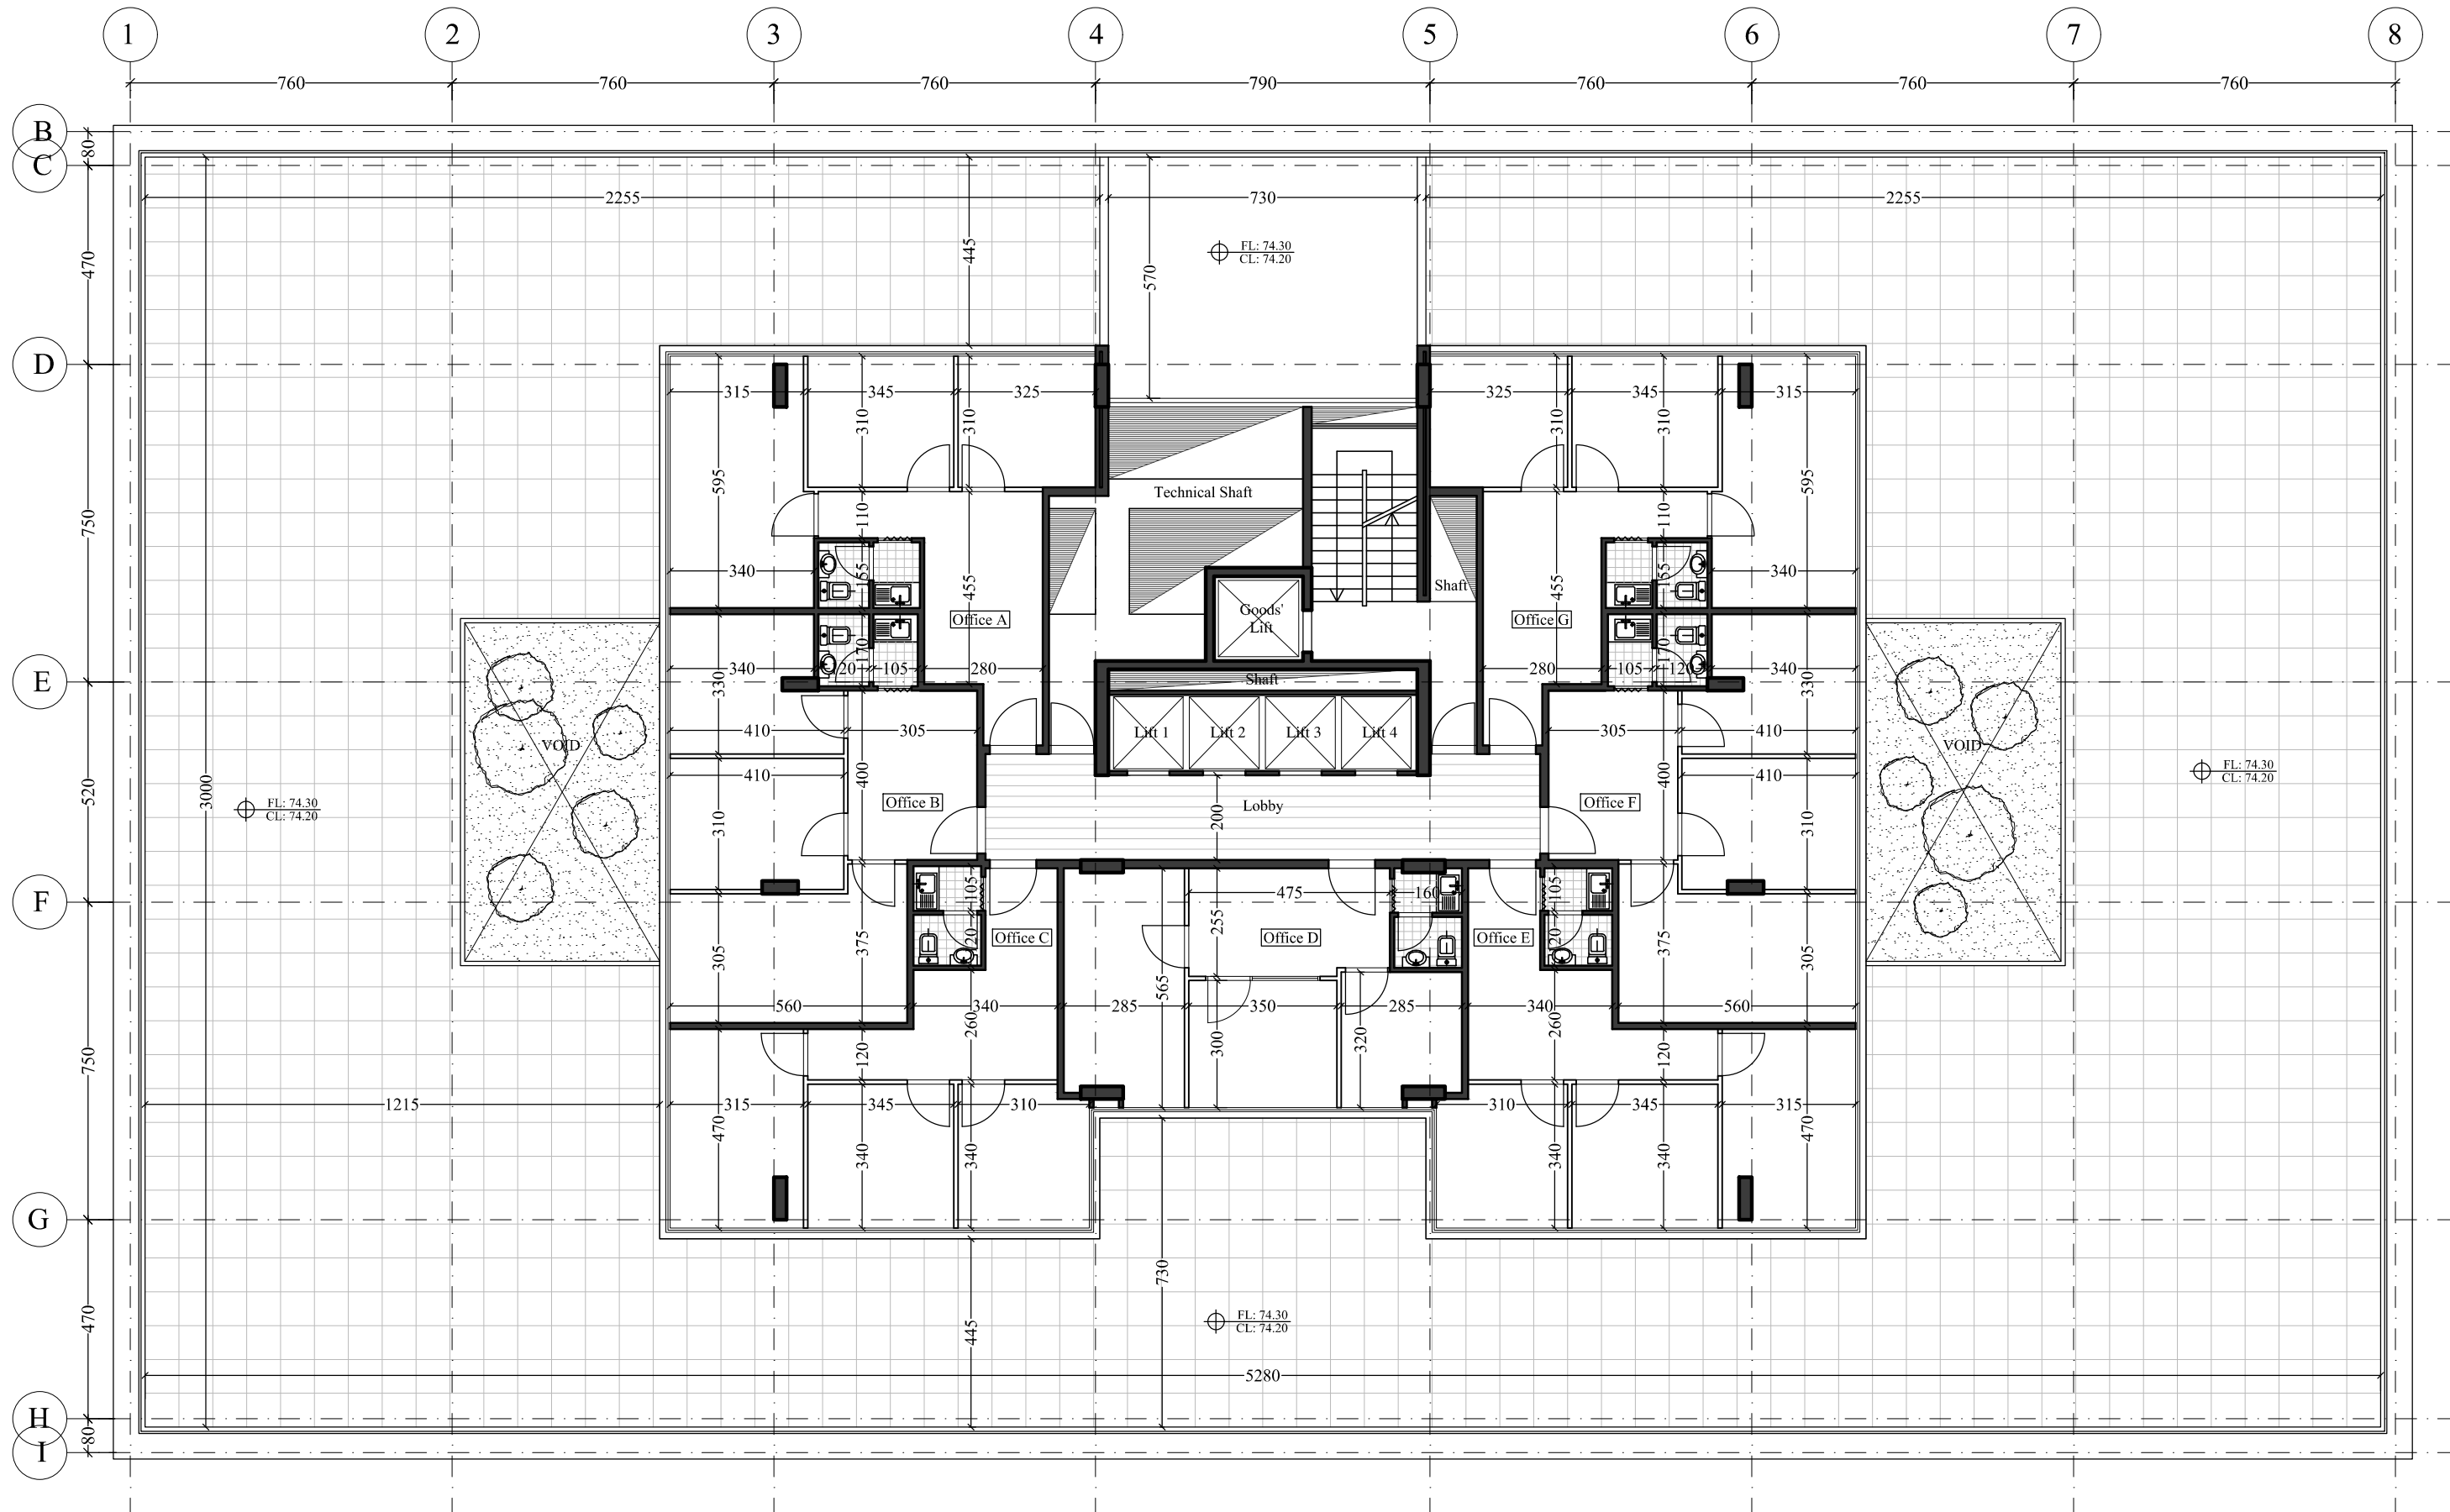 1 2 3 4 5 6 7 8
760 760 760 790 760 760 760
B
80
C
2255 730 2255
470
445
570
FL: 74.30
CL: 74.20
D
315 345 325 325 345 315
310 310 310 310
595 595
Technical Shaft
750
110 110
340 155 455 Shaft 455 155 340
Goods'
Lift
Office A Office G
170 170
E
340 120 105 280 280 105 120 340
Shaft
330 330
410 305 305 410
Lift 1 Lift 2 Lift 3 Lift 4
VOID VOID
410 400 400 410
FL: 74.30
CL: 74.20
520
3000
FL: 74.30
CL: 74.20
Office B Lobby Office F
310 200 310
F
105 475 160 105
255
Office C Office D Office E
120 120
305 375 375 305
565
560 340 285 350 285 340 560
260 260
300 320
120 120
750
1215 315 345 310 310 345 315
470 470
340 340 340 340
G
730
470
445
FL: 74.30
CL: 74.20
5280
H
80
I